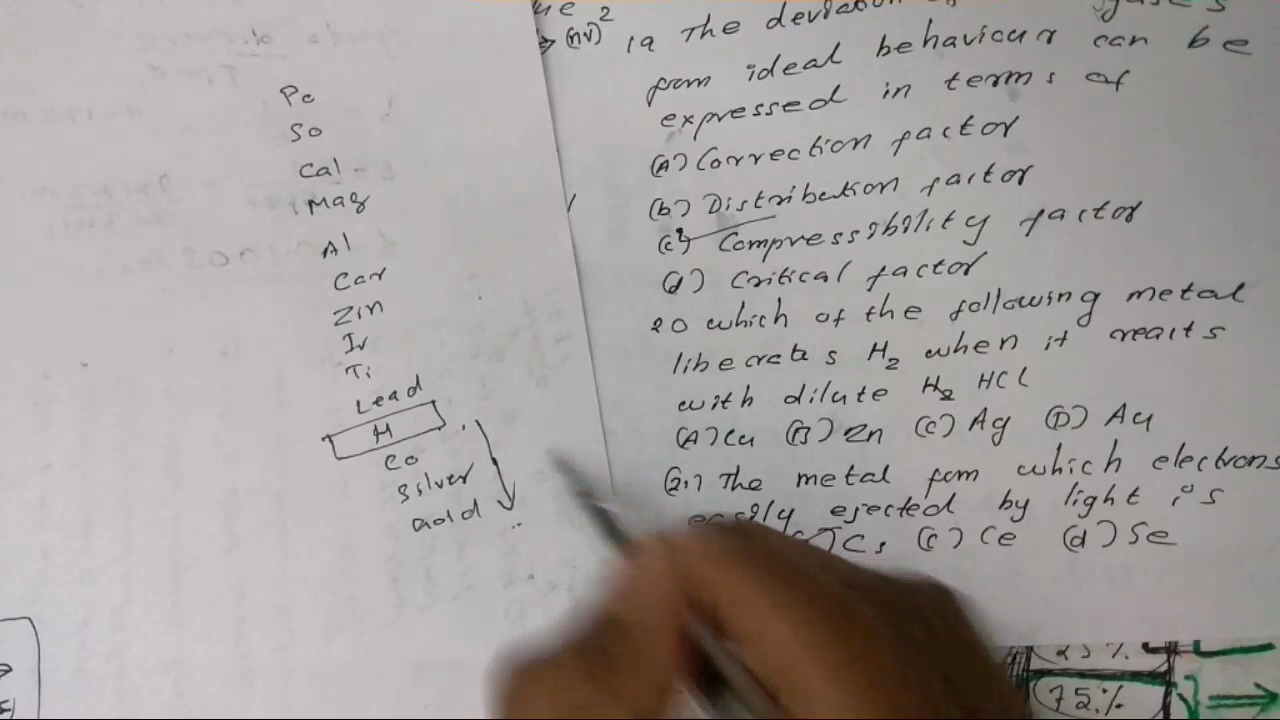 Po
So
Cal
Mag
Al
Car
Zin
Ir
Ti
Lead
H
Co
Silver
Gold
(nv)²
19 The deviation
from ideal behaviour can be
expressed in terms of
(A) Correction factor
(b) Distribution factor
(c) Compressibility factor
(d) Critical factor
20 which of the following metal
liberates H₂ when it reacts
with dilute HCl
(A) Cu (B) Zn (C) Ag (D) Au
(21) The metal from which electrons
easily ejected by light is
Cs (c) Ce (d) Se
25%
75%